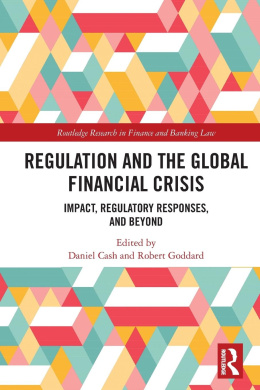 Routledge Research in Finance and Banking Law
REGULATION AND THE GLOBAL
FINANCIAL CRISIS
IMPACT, REGULATORY RESPONSES,
AND BEYOND
Edited by
Daniel Cash and Robert Goddard
R
ROUTLEDGE